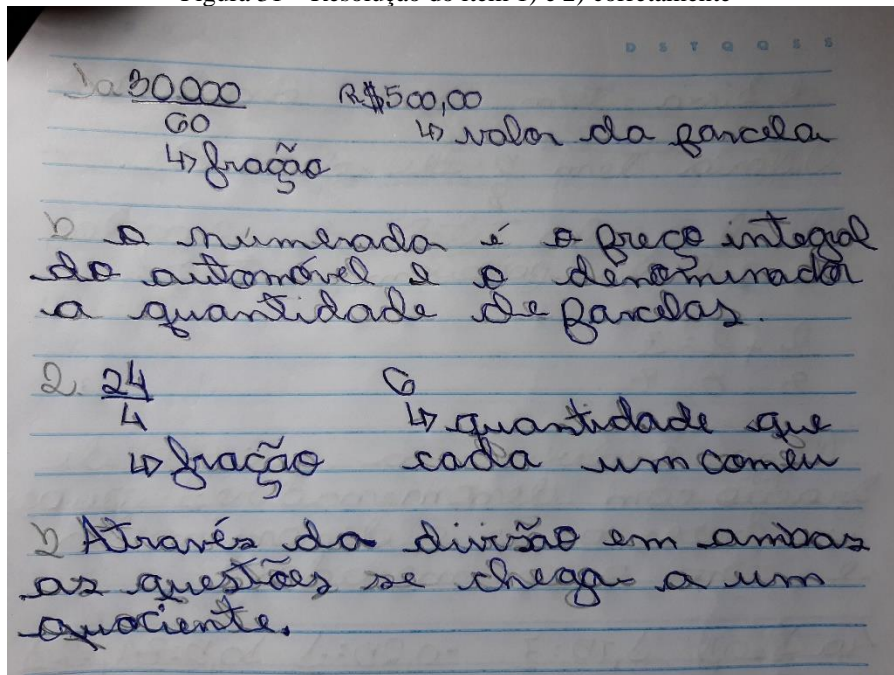 Figura 31 – Resolução do item 1) e 2) corretamente
D S T Q Q S S
1a 30.000 R$500,00
60 ↳ valor da parcela
↳ fração
b o numerada é o preço integral
do automóvel e o denominador
a quantidade de parcelas.
2. 24 6
4 ↳ quantidade que
↳ fração cada um comeu
b Através da divisão em ambas
as questões se chega a um
quociente.